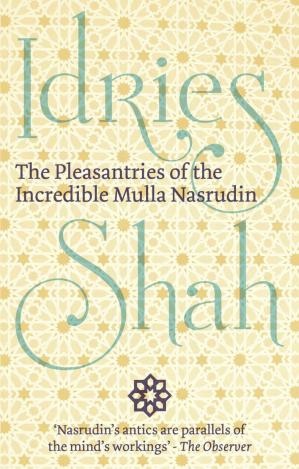 Idries
The Pleasantries of the
Incredible Mulla Nasrudin
Shah
‘Nasrudin’s antics are parallels of
the mind’s workings’ - The Observer